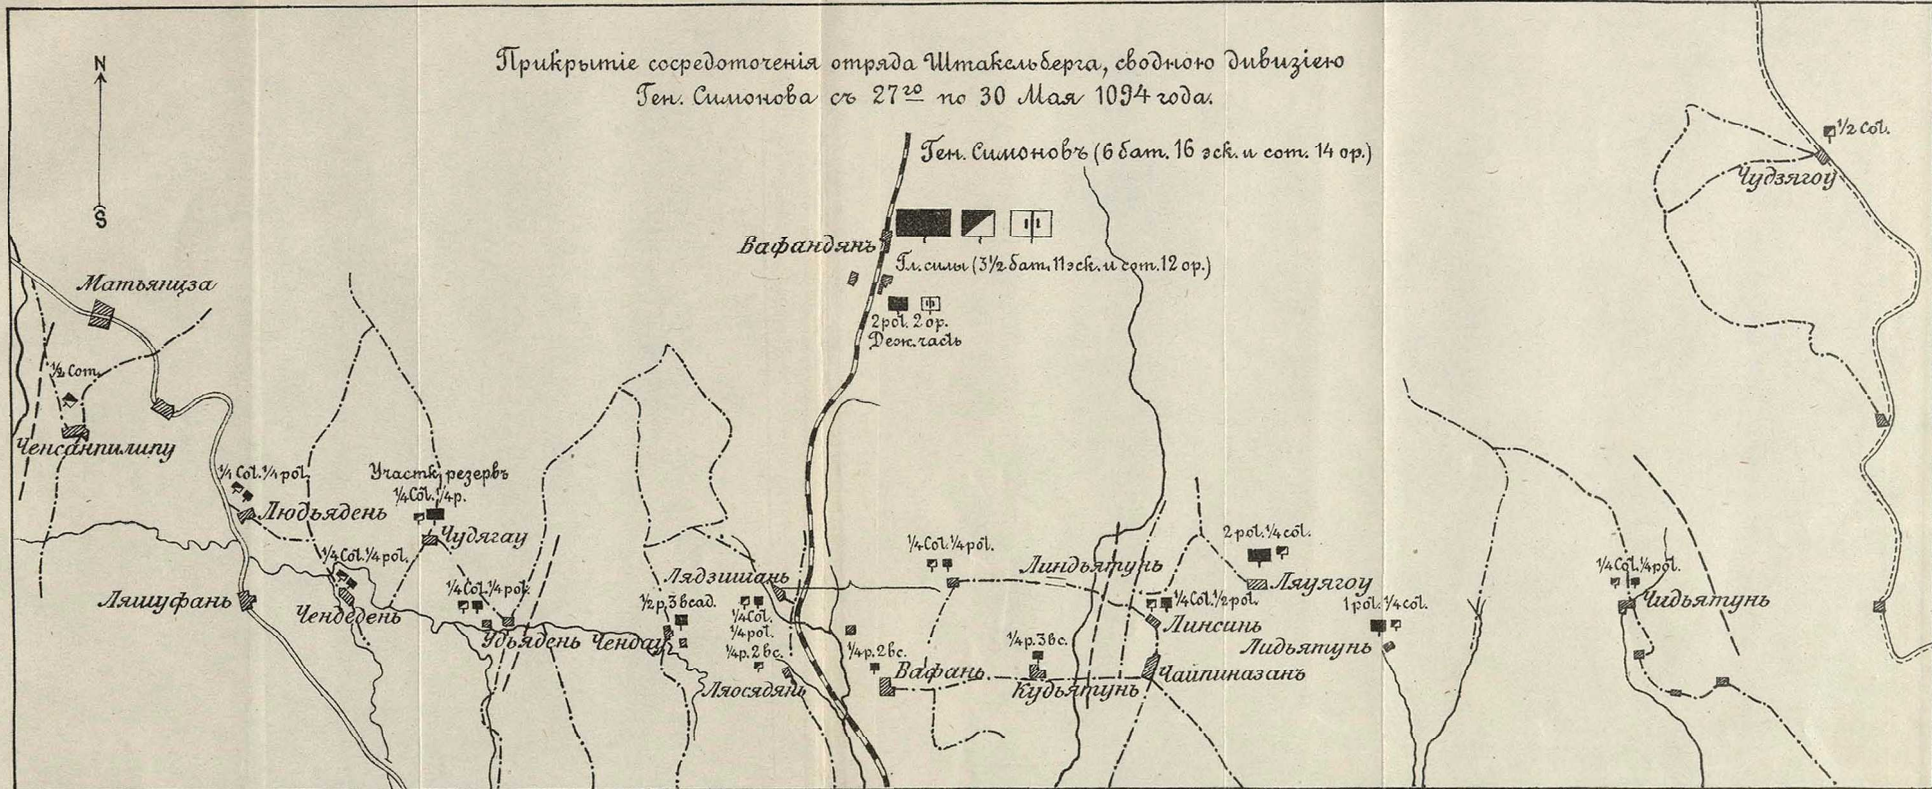 Прикрытіе сосредоточенія отряда Штакельберга, сводною дивизіею
Ген. Симонова съ 27го по 30 Мая 1094 года.
N
S
Ген. Симоновъ (6 бат. 16 эск. и сот. 14 ор.)
1/2 сот.
Чудзягоу
Вафандянъ
Гл. силы (3½ бат. 11 эск. и сот. 12 ор.)
2 рот. 2 ор.
Деж. часть
Матьянцза
½ Сот.
Ченсанпилипу
¼ Сот. ¼ рот.
Людьядень
Участк. резервъ
¼ Сот. ¼ р.
Чудягау
¼ Сот. ¼ рот.
Чендедень
Ляшуфань
¼ Сот. ¼ рот.
Удьядень
Чендау
½ р. 3 всад.
Лядзишань
¼ Сот.
¼ рот.
¼ р. 2 вс.
Ляосядянь
¼ р. 2 вс.
Вафань
¼ Сот. ¼ рот.
Линдьятунь
¼ р. 3 вс.
Кудьятунь
2 рот. ¼ сот.
Ляуягоу
¼ Сот. ½ рот.
Линсинь
Чайпиназанъ
1 рот. ¼ сот.
Лидьятунь
¼ Сот. ¼ рот.
Чидьятунь